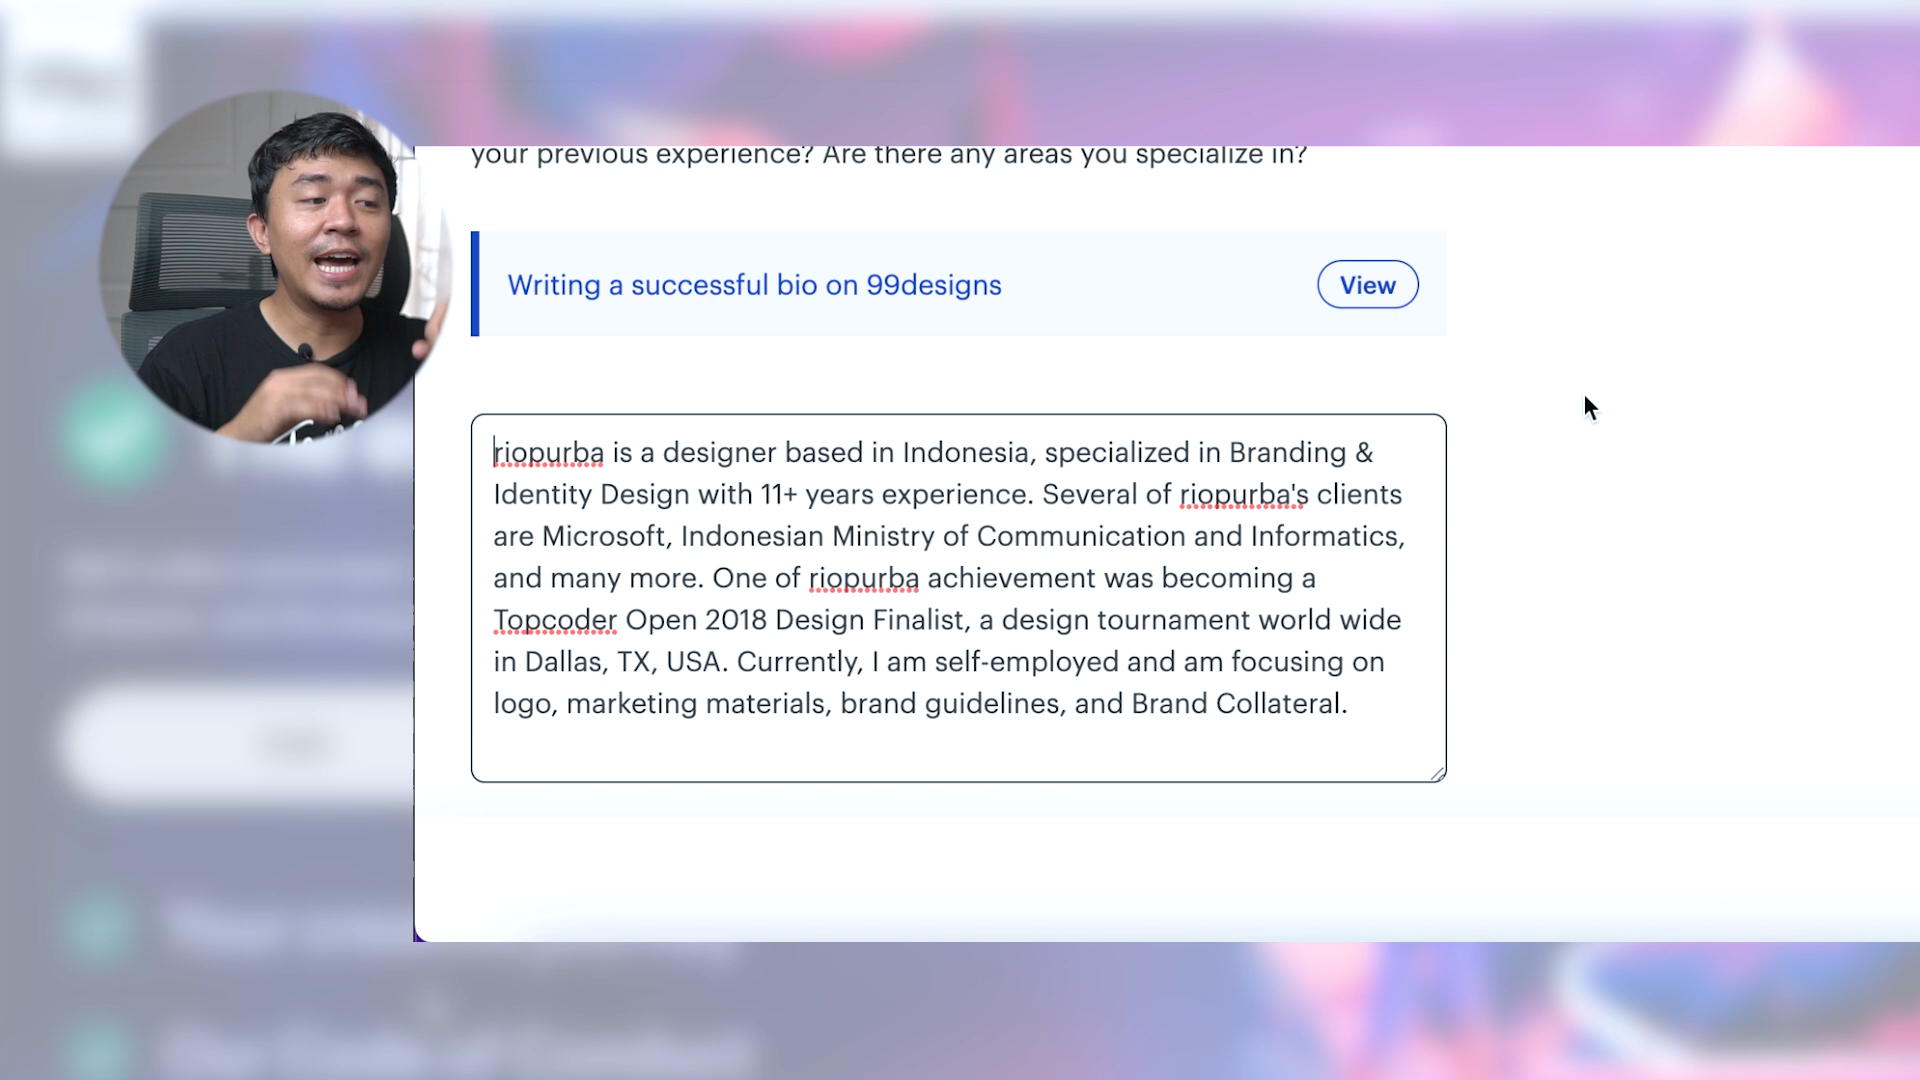 your previous experience? Are there any areas you specialize in?
Writing a successful bio on 99designs
View
riopurba is a designer based in Indonesia, specialized in Branding &
Identity Design with 11+ years experience. Several of riopurba's clients
are Microsoft, Indonesian Ministry of Communication and Informatics,
and many more. One of riopurba achievement was becoming a
Topcoder Open 2018 Design Finalist, a design tournament world wide
in Dallas, TX, USA. Currently, I am self-employed and am focusing on
logo, marketing materials, brand guidelines, and Brand Collateral.